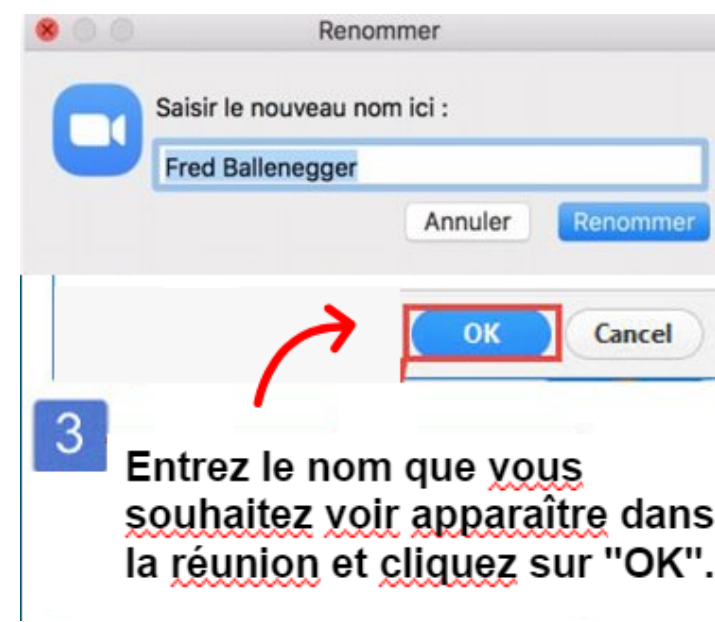 Renommer
Saisir le nouveau nom ici :
Fred Ballenegger
Annuler Renommer
OK Cancel
3
Entrez le nom que vous
souhaitez voir apparaître dans
la réunion et cliquez sur "OK".